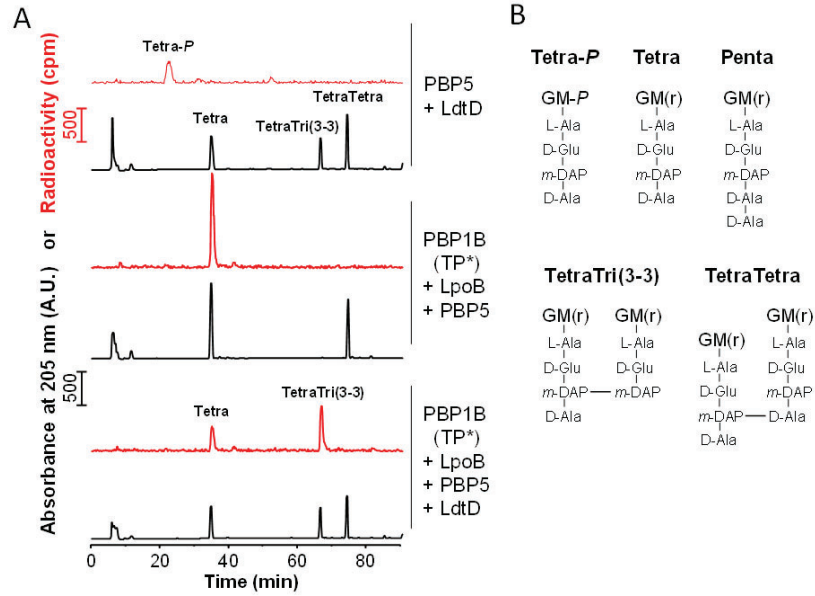 A
Absorbance at 205 nm (A.U.) or Radioactivity (cpm)
500
500
Tetra-P
Tetra
TetraTri(3-3)
TetraTetra
PBP5
+ LdtD
PBP1B
(TP*)
+ LpoB
+ PBP5
Tetra
TetraTri(3-3)
PBP1B
(TP*)
+ LpoB
+ PBP5
+ LdtD
0 20 40 60 80
Time (min)
B
Tetra-P Tetra Penta
GM-P GM(r) GM(r)
L-Ala L-Ala L-Ala
D-Glu D-Glu D-Glu
m-DAP m-DAP m-DAP
D-Ala D-Ala D-Ala
D-Ala
TetraTri(3-3)
GM(r) GM(r)
L-Ala L-Ala
D-Glu D-Glu
m-DAP m-DAP
D-Ala
TetraTetra
GM(r)
GM(r) L-Ala
L-Ala D-Glu
D-Glu m-DAP
m-DAP D-Ala
D-Ala